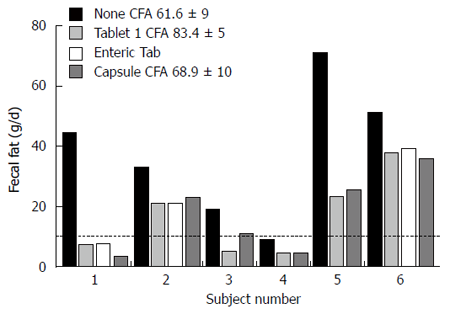 None CFA 61.6 ± 9
Tablet 1 CFA 83.4 ± 5
Enteric Tab
Capsule CFA 68.9 ± 10
Fecal fat (g/d)
80
60
40
20
0
1 2 3 4 5 6
Subject number